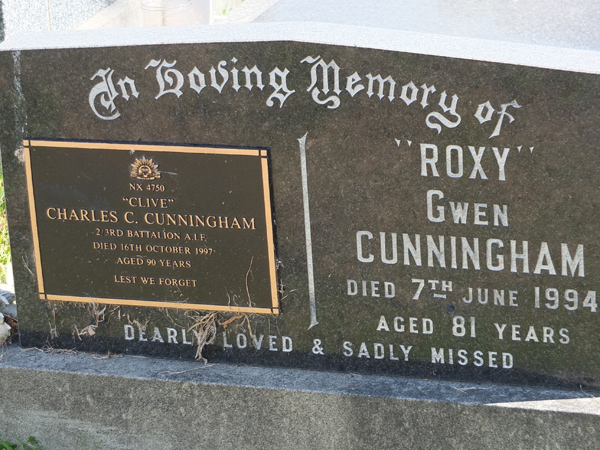 In Loving Memory of
NX 4750
"CLIVE"
CHARLES C. CUNNINGHAM
2/3RD BATTALION A.I.F.
DIED 16TH OCTOBER 1997
AGED 90 YEARS
LEST WE FORGET
"ROXY"
GWEN
CUNNINGHAM
DIED 7TH JUNE 1994
AGED 81 YEARS
DEARLY LOVED & SADLY MISSED